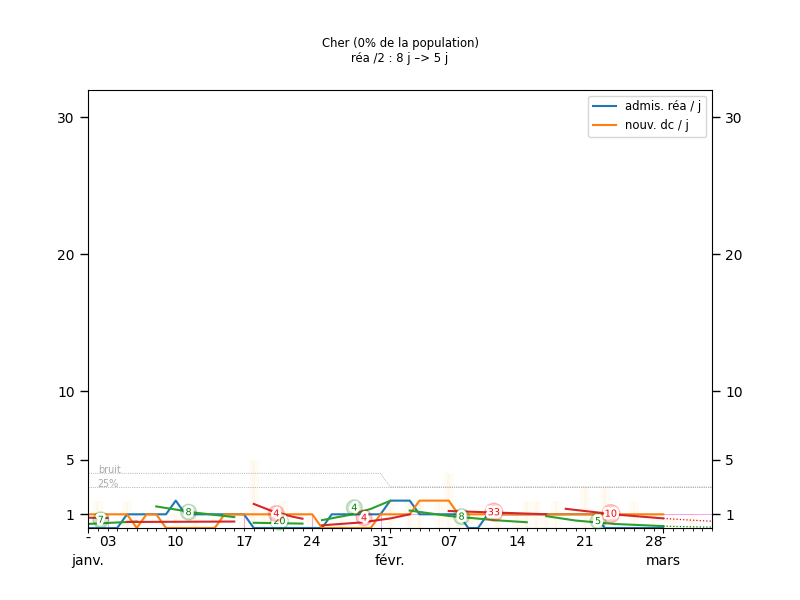 Cher (0% de la population)
réa /2 : 8 j –> 5 j
admis. réa / j
nouv. dc / j
30 30
20 20
10 10
5 5
1 1
bruit
25%
7 8 4 20 4 4 8 33 5 10
03 10 17 24 31 07 14 21 28
janv. févr. mars